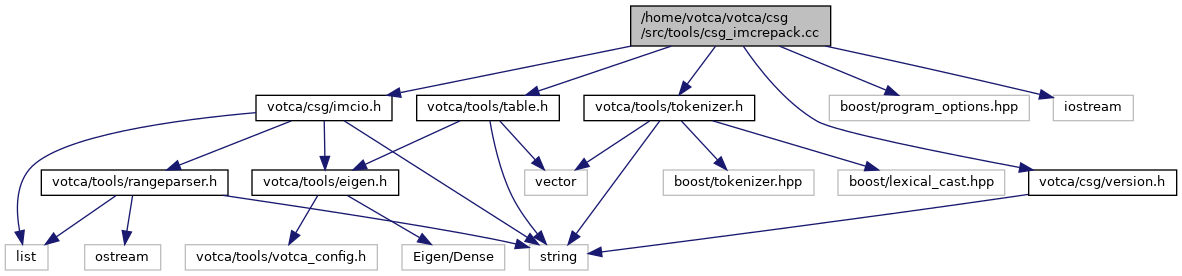 /home/votca/votca/csg
/src/tools/csg_imcrepack.cc
votca/csg/imcio.h
votca/tools/table.h
votca/tools/tokenizer.h
boost/program_options.hpp
iostream
votca/tools/rangeparser.h
votca/tools/eigen.h
vector
boost/tokenizer.hpp
boost/lexical_cast.hpp
votca/csg/version.h
list
ostream
votca/tools/votca_config.h
Eigen/Dense
string